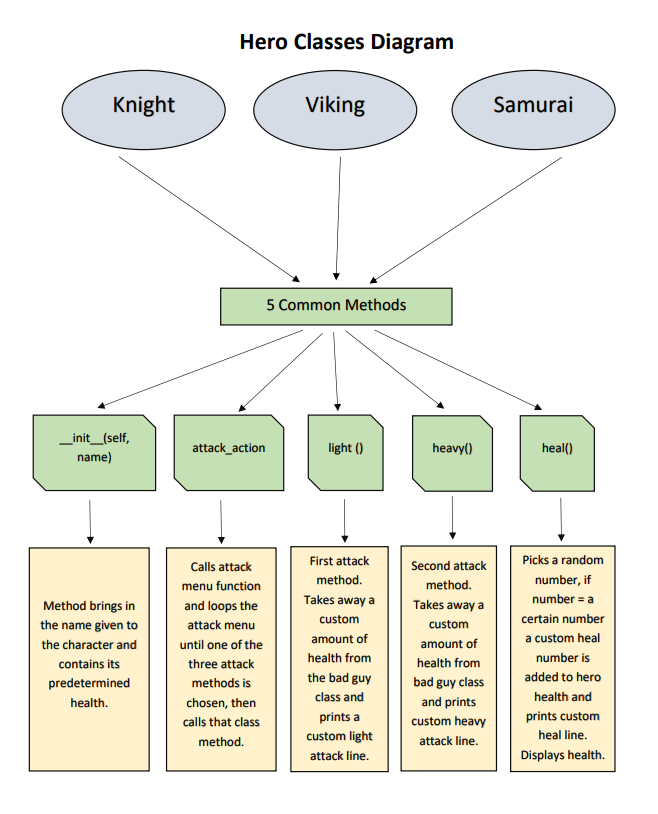 Hero Classes Diagram
Knight
Viking
Samurai
5 Common Methods
__init__(self,
name)
attack_action
light ()
heavy()
heal()
Method brings in
the name given to
the character and
contains its
predetermined
health.
Calls attack
menu function
and loops the
attack menu
until one of the
three attack
methods is
chosen, then
calls that class
method.
First attack
method.
Takes away a
custom
amount of
health from
the bad guy
class and
prints a
custom light
attack line.
Second attack
method.
Takes away a
custom
amount of
health from
bad guy class
and prints
custom heavy
attack line.
Picks a random
number, if
number = a
certain number
a custom heal
number is
added to hero
health and
prints custom
heal line.
Displays health.